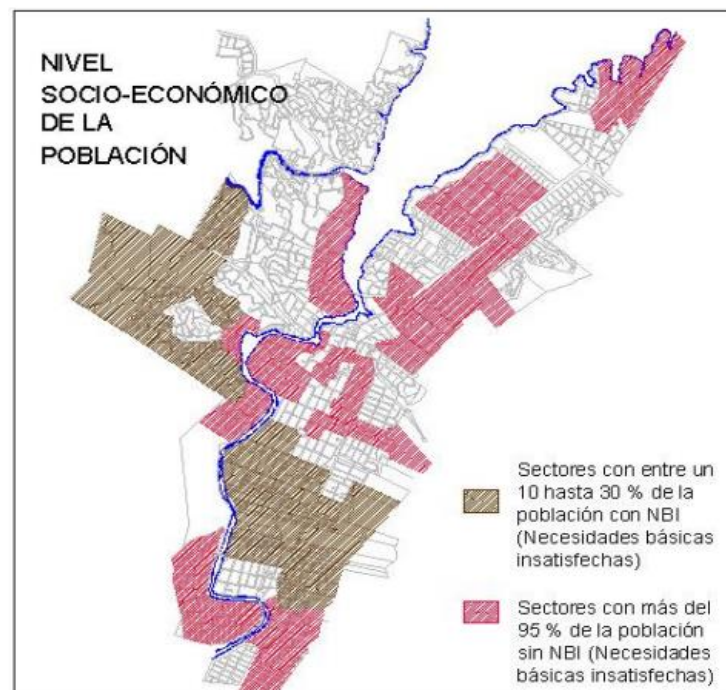 NIVEL
SOCIO-ECONÓMICO
DE LA
POBLACIÓN
Sectores con entre un
10 hasta 30 % de la
población con NBI
(Necesidades básicas
insatisfechas)
Sectores con más del
95 % de la población
sin NBI (Necesidades
básicas insatisfechas)